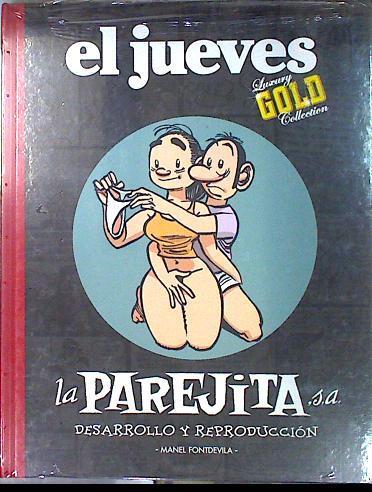 el jueves
Luxury
GOLD
Collection
la PAREJiTA .s.a.
DESARROLLO Y REPRODUCCIÓN
- MANEL FONTDEVILA -